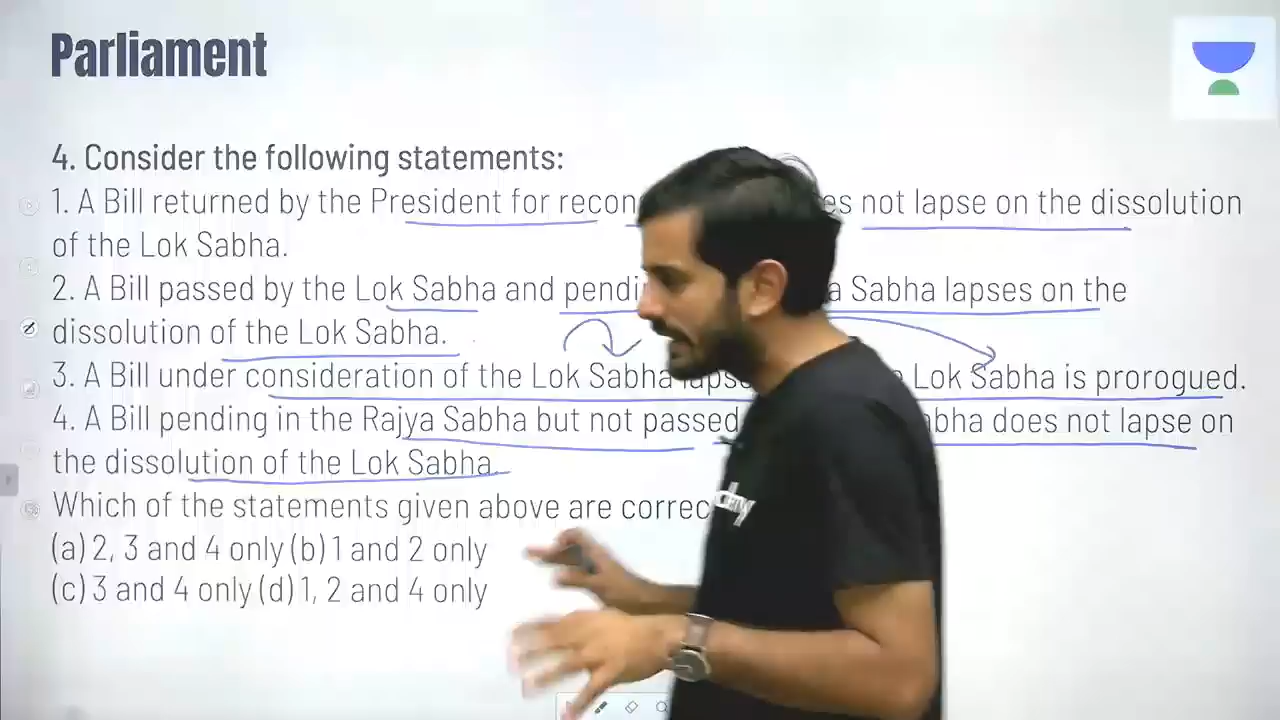 Parliament
4. Consider the following statements:
1. A Bill returned by the President for es not lapse on the dissolution
of the Lok Sabha.
2. A Bill passed by the Lok Sabha and Sabha lapses on the
dissolution of the Lok Sabha.
3. A Bill under consideration of the Lok Sabha Lok Sabha is prorogued.
4. A Bill pending in the Rajya Sabha but not passed does not lapse on
the dissolution of the Lok Sabha.
Which of the statements given above are
(a) 2, 3 and 4 only (b) 1 and 2 only
(c) 3 and 4 only (d) 1, 2 and 4 only